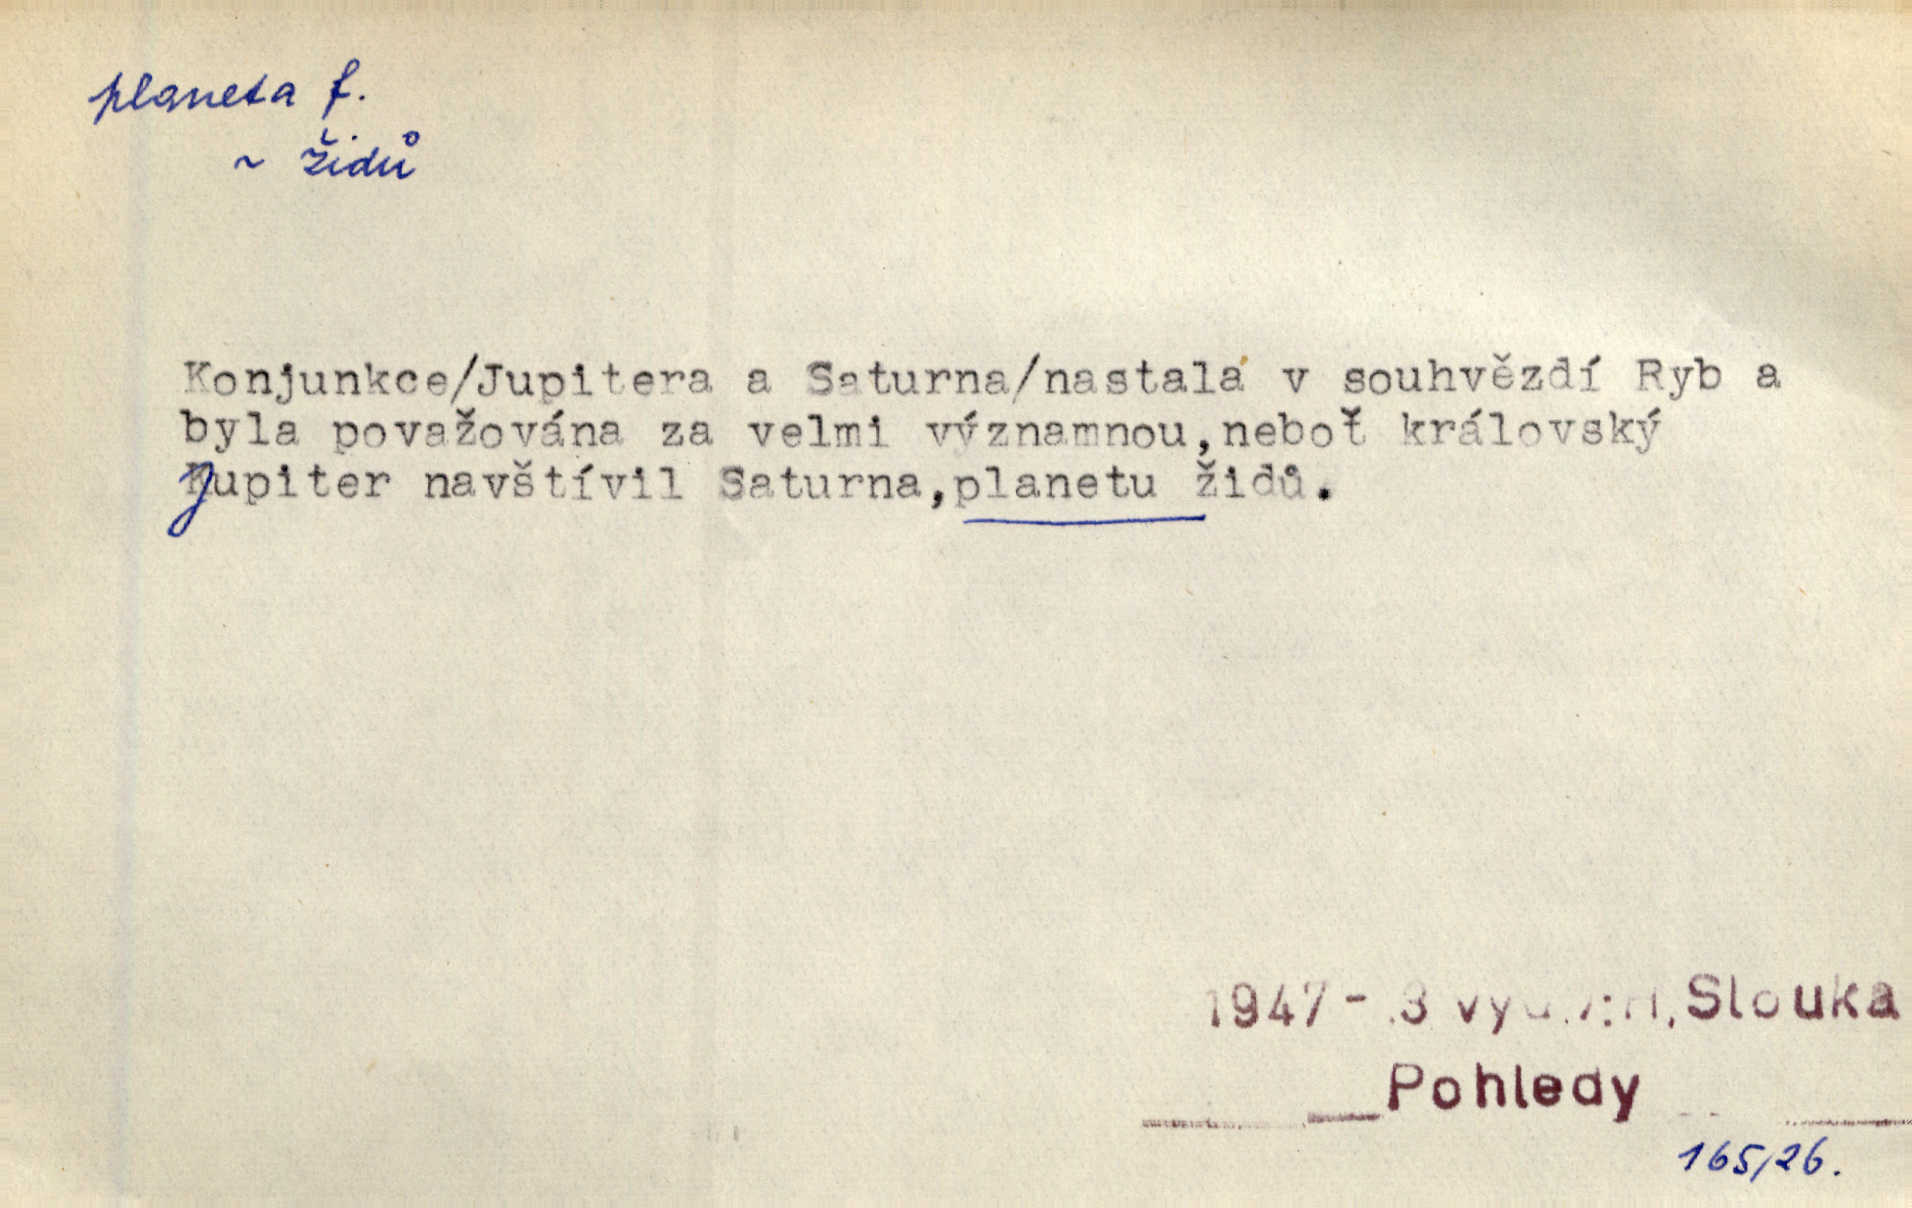 planeta f.
~ židů
Konjunkce/Jupitera a Saturna/nastala v souhvězdí Ryb a
byla považována za velmi významnou,neboť královský
Jupiter navštívil Saturna,planetu židů.
1947 - 3 Slouka
Pohledy
165/26.